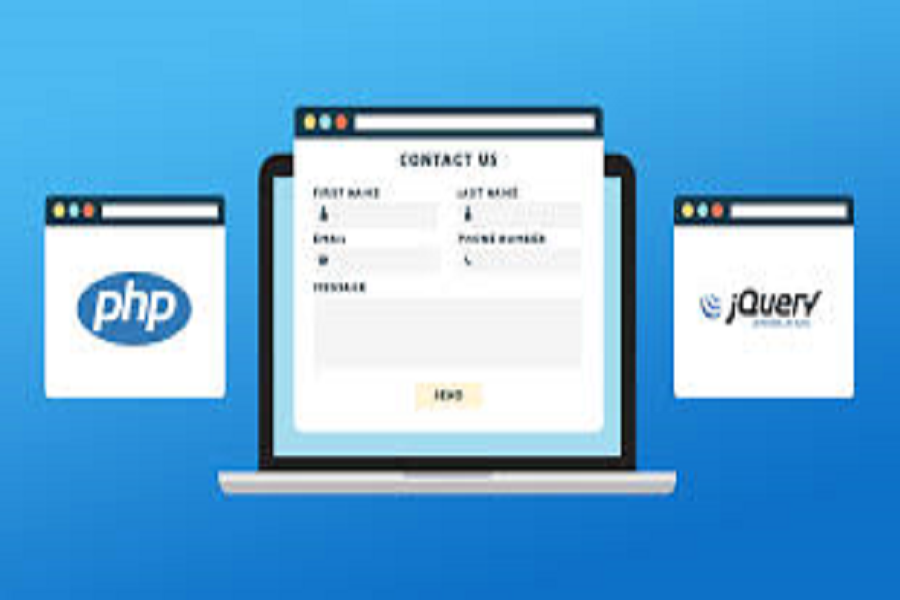 CONTACT US
FIRST NAME
LAST NAME
EMAIL
PHONE NUMBER
MESSAGE
SEND
php
jQuery